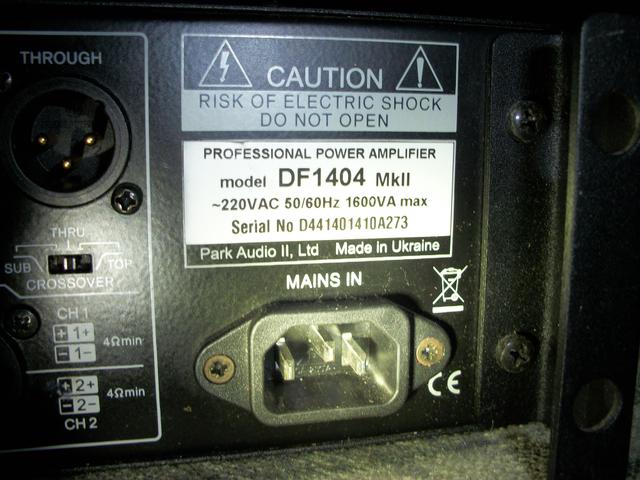 THROUGH
THRU
SUB
TOP
CROSSOVER
CH 1
+ 1+
− 1−
4Ωmin
+ 2+
− 2−
4Ωmin
CH 2
CAUTION
RISK OF ELECTRIC SHOCK
DO NOT OPEN
PROFESSIONAL POWER AMPLIFIER
model DF1404 MkII
~220VAC 50/60Hz 1600VA max
Serial No D441401410A273
Park Audio II, Ltd Made in Ukraine
MAINS IN
CE